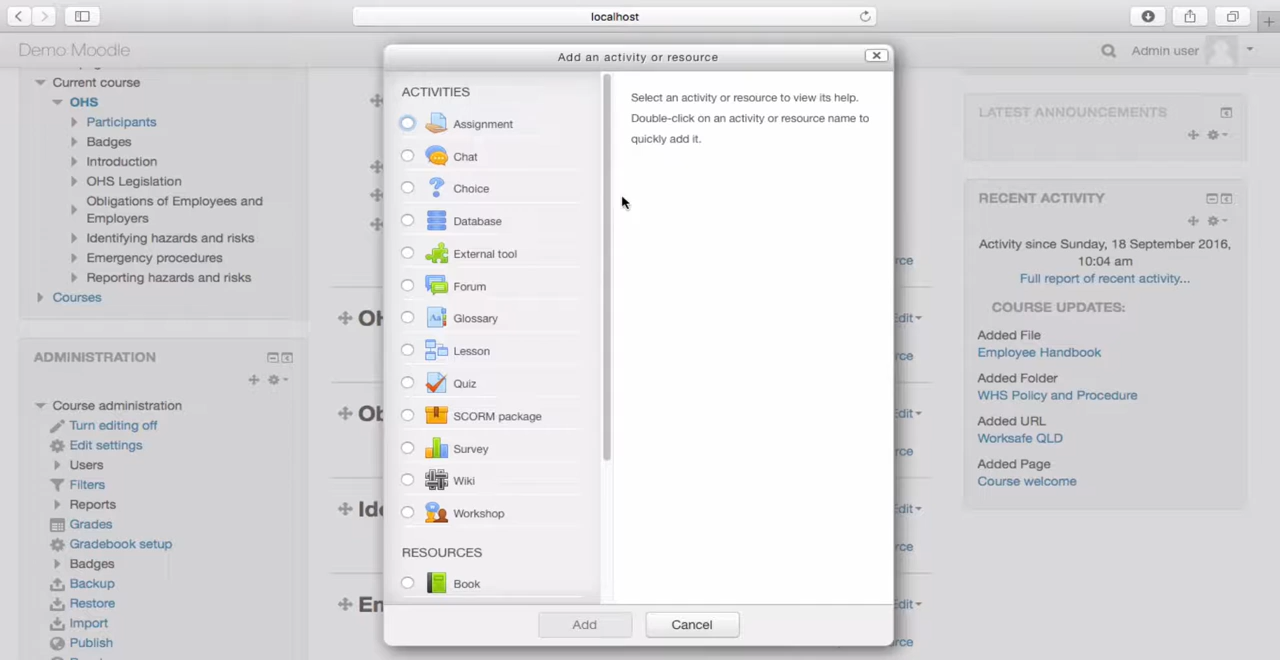 localhost
Demo Moodle
Admin user
Current course
OHS
Participants
Badges
Introduction
OHS Legislation
Obligations of Employees and
Employers
Identifying hazards and risks
Emergency procedures
Reporting hazards and risks
Courses
ADMINISTRATION
Course administration
Turn editing off
Edit settings
Users
Filters
Reports
Grades
Gradebook setup
Badges
Backup
Restore
Import
Publish
Add an activity or resource
ACTIVITIES
Assignment
Chat
Choice
Database
External tool
Forum
Glossary
Lesson
Quiz
SCORM package
Survey
Wiki
Workshop
RESOURCES
Book
Select an activity or resource to view its help.
Double-click on an activity or resource name to
quickly add it.
Add
Cancel
LATEST ANNOUNCEMENTS
RECENT ACTIVITY
Activity since Sunday, 18 September 2016,
10:04 am
Full report of recent activity...
COURSE UPDATES:
Added File
Employee Handbook
Added Folder
WHS Policy and Procedure
Added URL
Worksafe QLD
Added Page
Course welcome